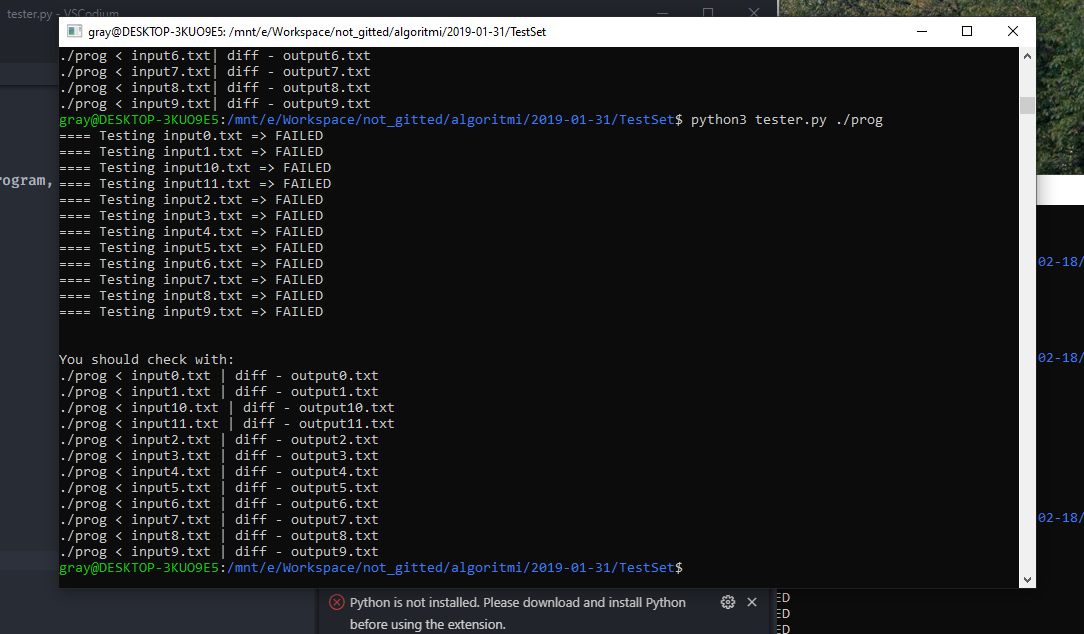 tester.py - VSCodium
gray@DESKTOP-3KUO9E5: /mnt/e/Workspace/not_gitted/algoritmi/2019-01-31/TestSet
./prog < input6.txt| diff - output6.txt
./prog < input7.txt| diff - output7.txt
./prog < input8.txt| diff - output8.txt
./prog < input9.txt| diff - output9.txt
gray@DESKTOP-3KUO9E5:/mnt/e/Workspace/not_gitted/algoritmi/2019-01-31/TestSet$ python3 tester.py ./prog
==== Testing input0.txt => FAILED
==== Testing input1.txt => FAILED
==== Testing input10.txt => FAILED
==== Testing input11.txt => FAILED
rogram,
==== Testing input2.txt => FAILED
==== Testing input3.txt => FAILED
==== Testing input4.txt => FAILED
==== Testing input5.txt => FAILED
==== Testing input6.txt => FAILED
02-18/
==== Testing input7.txt => FAILED
==== Testing input8.txt => FAILED
==== Testing input9.txt => FAILED
You should check with:
02-18/
./prog < input0.txt | diff - output0.txt
./prog < input1.txt | diff - output1.txt
./prog < input10.txt | diff - output10.txt
./prog < input11.txt | diff - output11.txt
./prog < input2.txt | diff - output2.txt
./prog < input3.txt | diff - output3.txt
./prog < input4.txt | diff - output4.txt
./prog < input5.txt | diff - output5.txt
./prog < input6.txt | diff - output6.txt
./prog < input7.txt | diff - output7.txt
02-18/
./prog < input8.txt | diff - output8.txt
./prog < input9.txt | diff - output9.txt
gray@DESKTOP-3KUO9E5:/mnt/e/Workspace/not_gitted/algoritmi/2019-01-31/TestSet$
Python is not installed. Please download and install Python
before using the extension.
ED
ED
ED